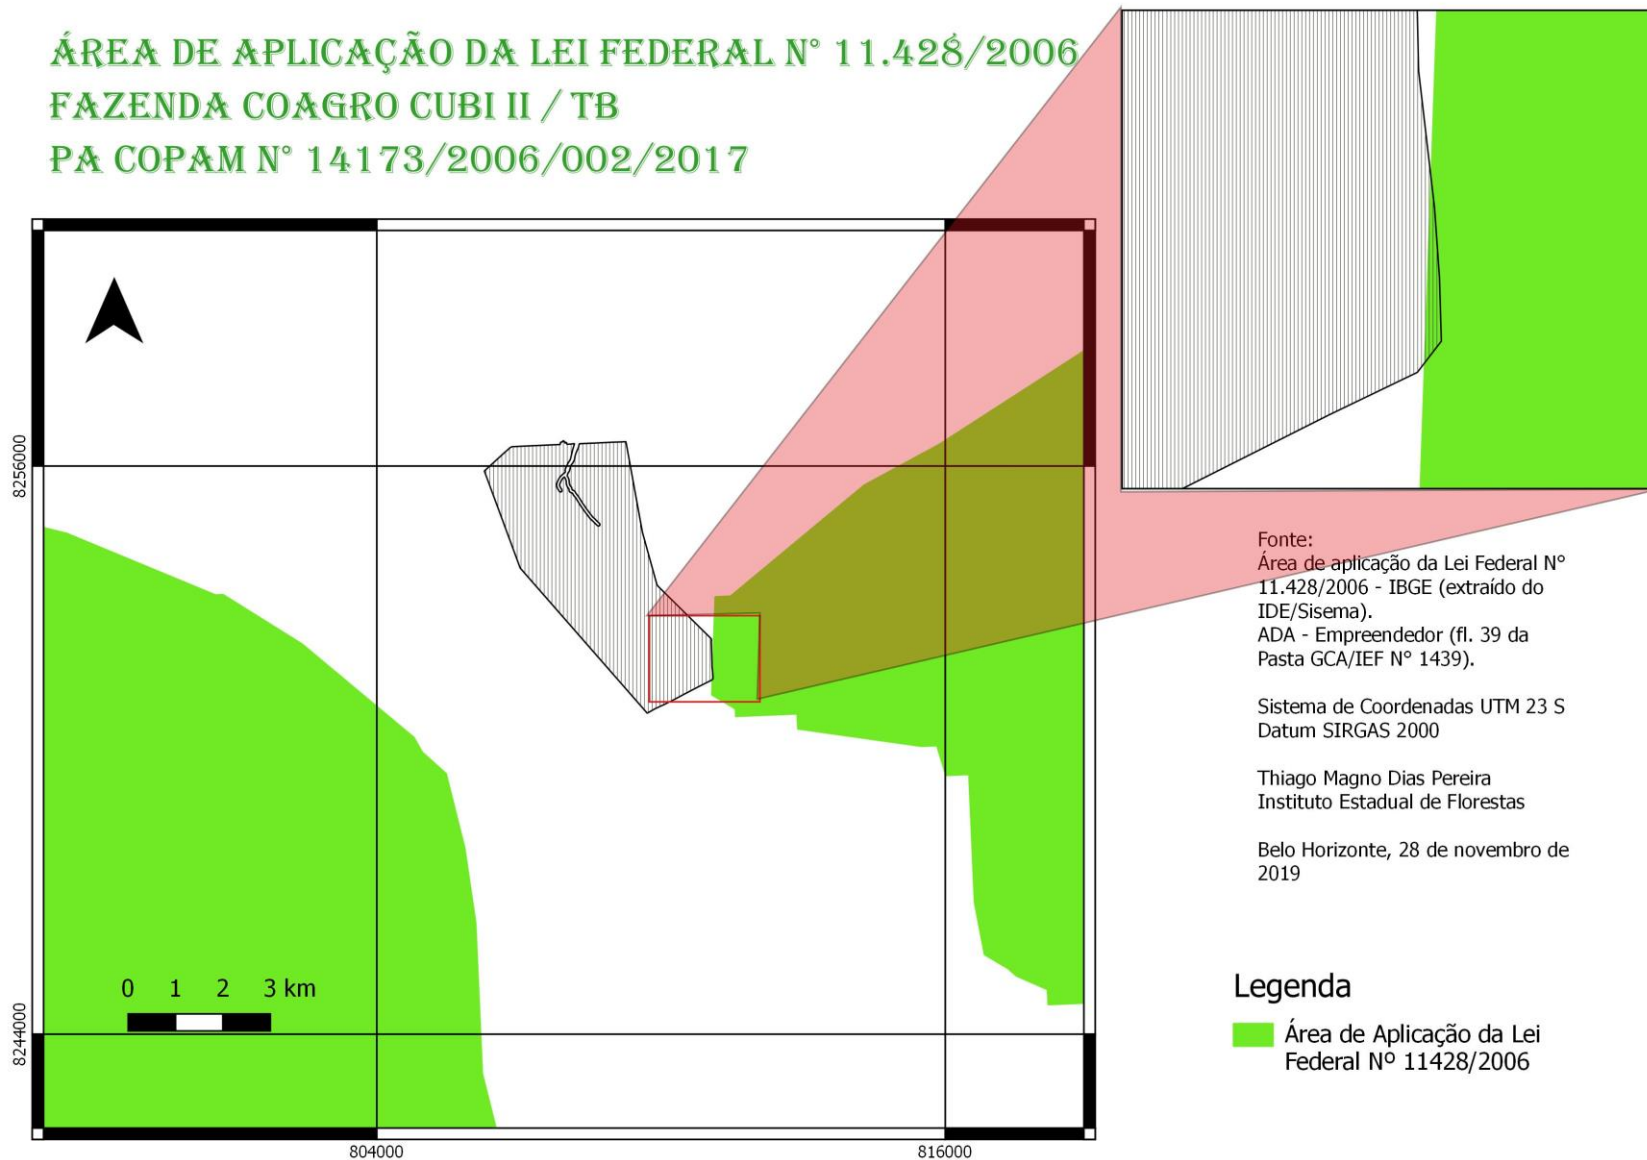 ÁREA DE APLICAÇÃO DA LEI FEDERAL N° 11.428/2006
FAZENDA COAGRO CUBI II / TB
PA COPAM N° 14173/2006/002/2017
8256000
8244000
804000
816000
0 1 2 3 km
Fonte:
Área de aplicação da Lei Federal N°
11.428/2006 - IBGE (extraído do
IDE/Sisema).
ADA - Empreendedor (fl. 39 da
Pasta GCA/IEF N° 1439).
Sistema de Coordenadas UTM 23 S
Datum SIRGAS 2000
Thiago Magno Dias Pereira
Instituto Estadual de Florestas
Belo Horizonte, 28 de novembro de
2019
Legenda
Área de Aplicação da Lei
Federal Nº 11428/2006